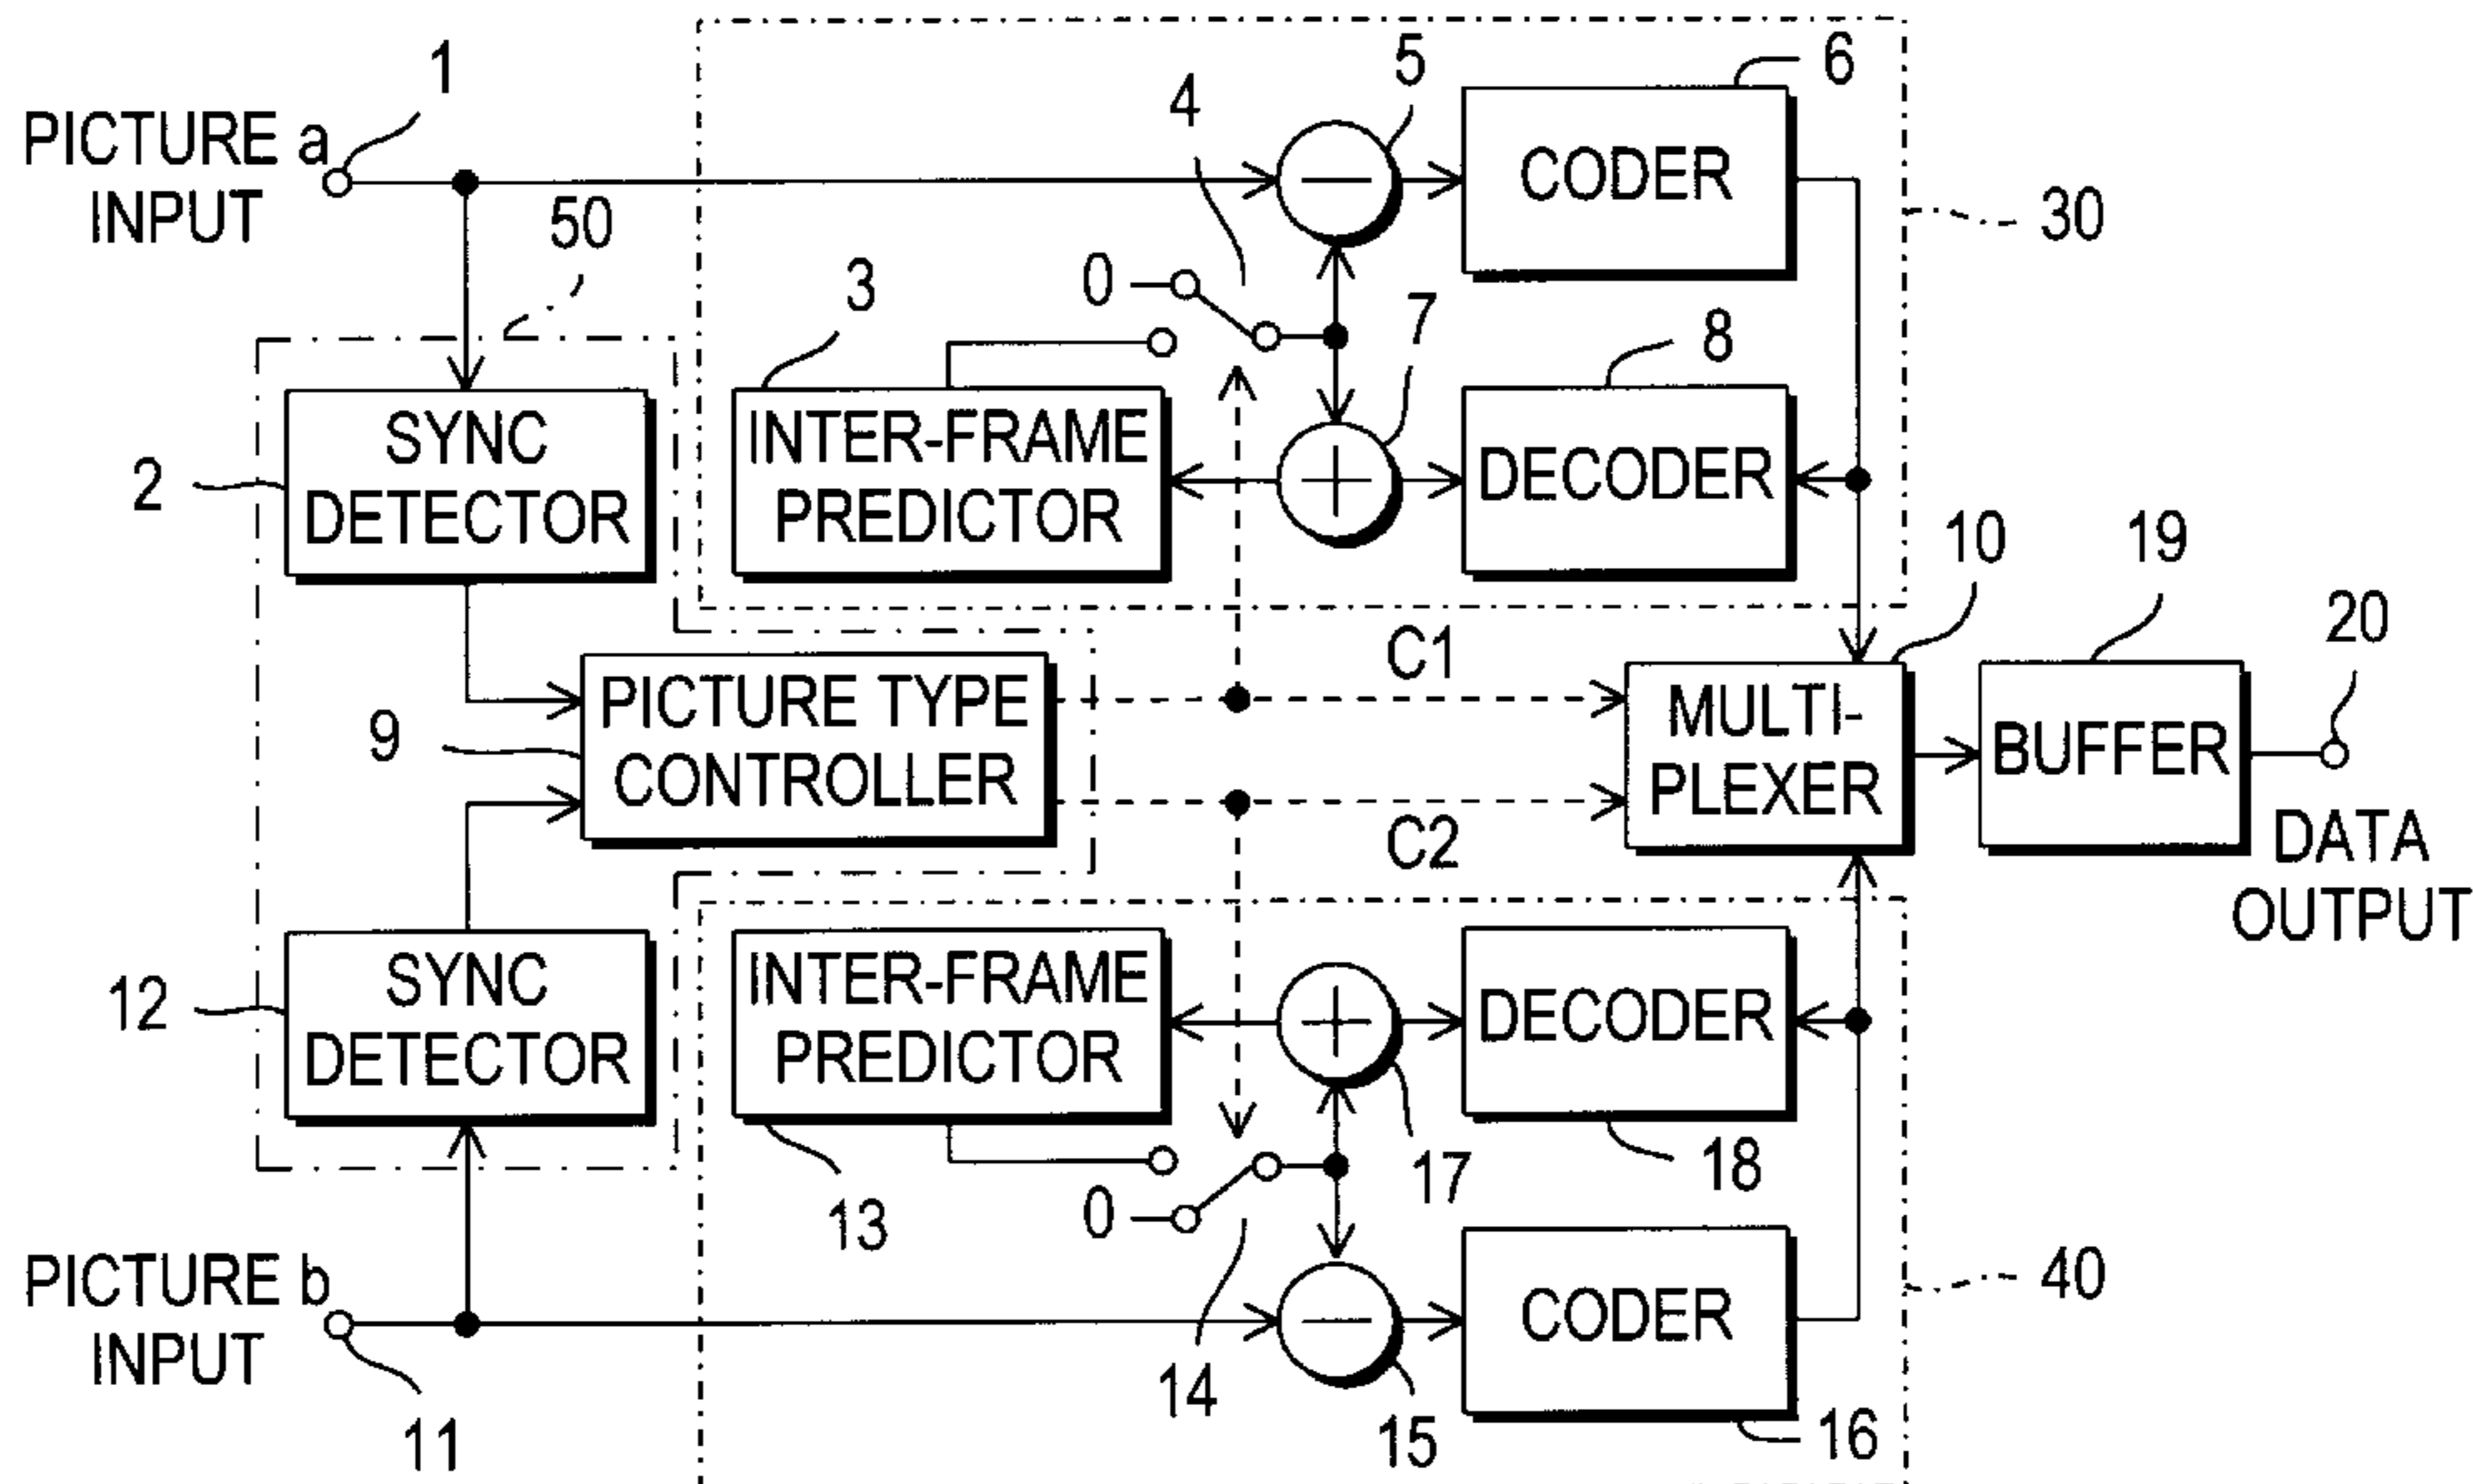 1
PICTURE a
INPUT
50
4
5
6
CODER
30
0
3
7
8
2
SYNC
DETECTOR
INTER-FRAME
PREDICTOR
DECODER
10
19
20
C1
9
PICTURE TYPE
CONTROLLER
MULTI-
PLEXER
BUFFER
C2
DATA
OUTPUT
12
SYNC
DETECTOR
INTER-FRAME
PREDICTOR
DECODER
13
0
17
18
PICTURE b
INPUT
14
CODER
40
11
15
16